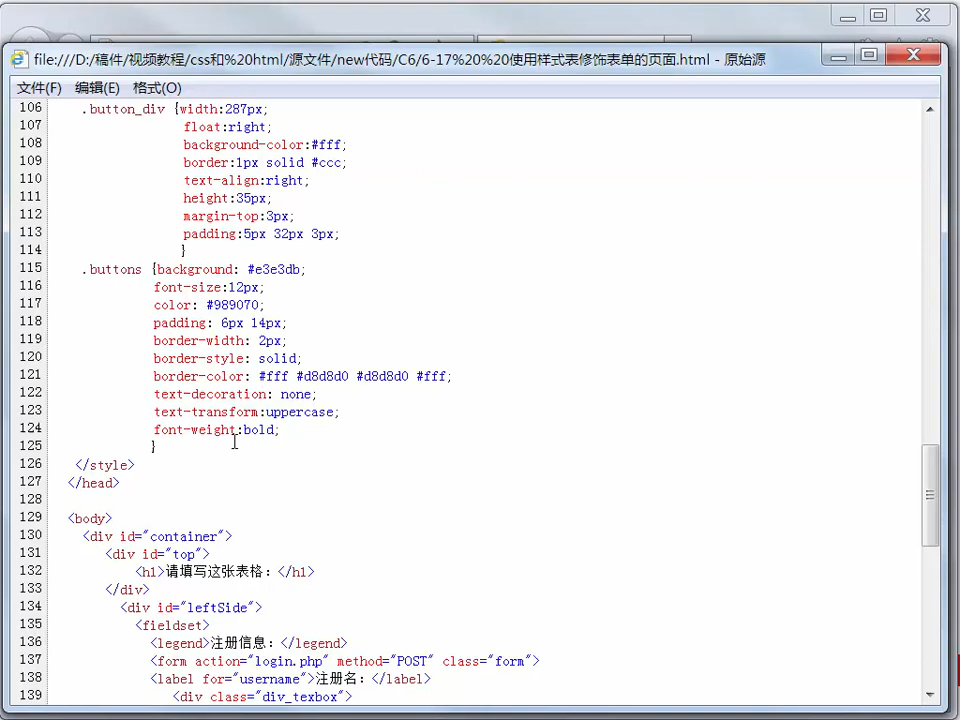 file:///D:/稿件/视频教程/css和%20html/源文件/new代码/C6/6-17%20%20使用样式表修饰表单的页面.html - 原始源
文件(F) 编辑(E) 格式(O)
106 .button_div {width:287px;
107 float:right;
108 background-color:#fff;
109 border:1px solid #ccc;
110 text-align:right;
111 height:35px;
112 margin-top:3px;
113 padding:5px 32px 3px;
114 }
115 .buttons {background: #e3e3db;
116 font-size:12px;
117 color: #989070;
118 padding: 6px 14px;
119 border-width: 2px;
120 border-style: solid;
121 border-color: #fff #d8d8d0 #d8d8d0 #fff;
122 text-decoration: none;
123 text-transform:uppercase;
124 font-weight:bold;
125 }
126 </style>
127 </head>
128
129 <body>
130 <div id="container">
131 <div id="top">
132 <h1>请填写这张表格：</h1>
133 </div>
134 <div id="leftSide">
135 <fieldset>
136 <legend>注册信息：</legend>
137 <form action="login.php" method="POST" class="form">
138 <label for="username">注册名：</label>
139 <div class="div_texbox">